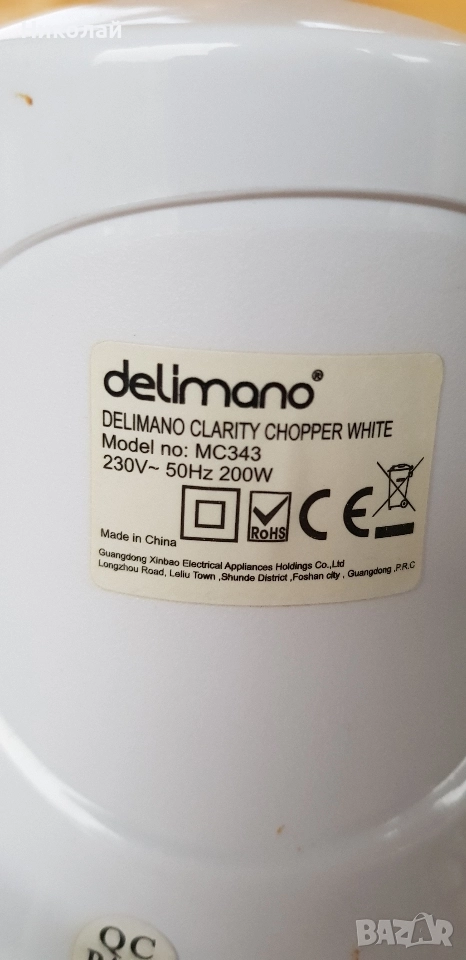 Николай
delimano®
DELIMANO CLARITY CHOPPER WHITE
Model no: MC343
230V~ 50Hz 200W
RoHS
CE
Made in China
Guangdong Xinbao Electrical Appliances Holdings Co.,Ltd
Longzhou Road, Leliu Town ,Shunde District ,Foshan city , Guangdong ,P.R,C
QC
BAZAR